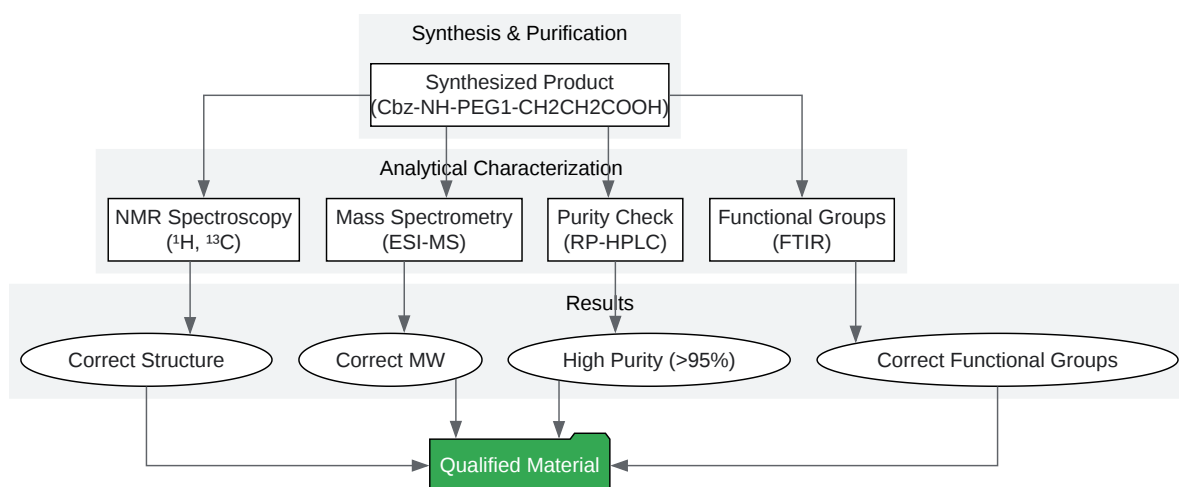 Synthesis & Purification
Synthesized Product
(Cbz-NH-PEG1-CH2CH2COOH)
Analytical Characterization
NMR Spectroscopy
(¹H, ¹³C)
Mass Spectrometry
(ESI-MS)
Purity Check
(RP-HPLC)
Functional Groups
(FTIR)
Results
Correct Structure
Correct MW
High Purity (>95%)
Correct Functional Groups
Qualified Material